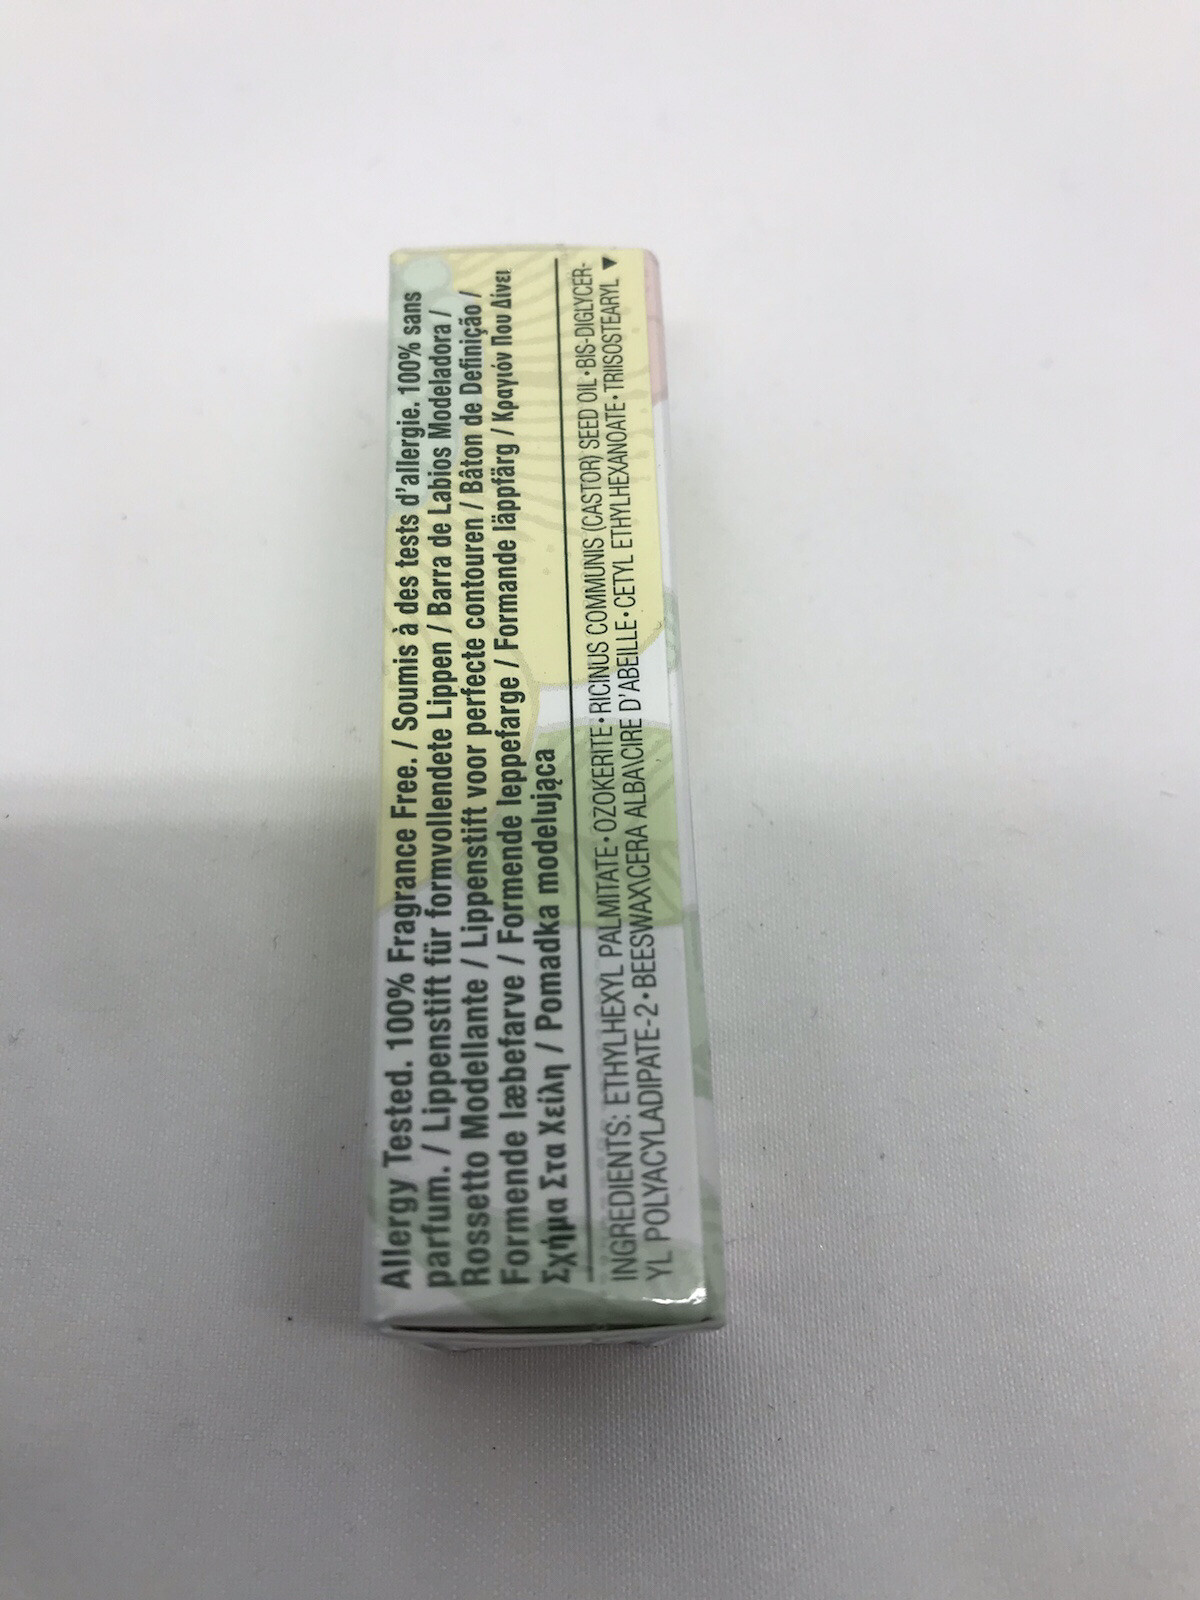 Allergy Tested. 100% Fragrance Free. / Soumis à des tests d'allergie. 100% sans
parfum. / Lippenstift für formvollendete Lippen / Barra de Labios Modeladora /
Rossetto Modellante / Lippenstift voor perfecte contouren / Bâton de Definição /
Formende læbefarve / Formende leppefarge / Formande läppfärg / Κραγιόν Που Δίνει
Σχήμα Στα Χείλη / Pomadka modelująca
INGREDIENTS: ETHYLHEXYL PALMITATE • OZOKERITE • RICINUS COMMUNIS (CASTOR) SEED OIL • BIS-DIGLYCER-
YL POLYACYLADIPATE-2 • BEESWAX\CERA ALBA\CIRE D'ABEILLE • CETYL ETHYLHEXANOATE • TRIISOSTEARYL ▼